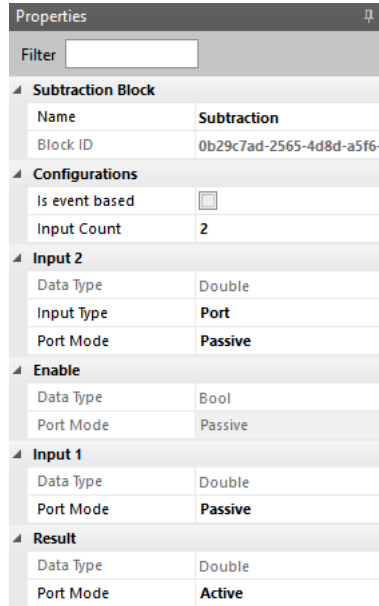 Properties
Filter
Subtraction Block
Name Subtraction
Block ID 0b29c7ad-2565-4d8d-a5f6-
Configurations
Is event based
Input Count 2
Input 2
Data Type Double
Input Type Port
Port Mode Passive
Enable
Data Type Bool
Port Mode Passive
Input 1
Data Type Double
Port Mode Passive
Result
Data Type Double
Port Mode Active